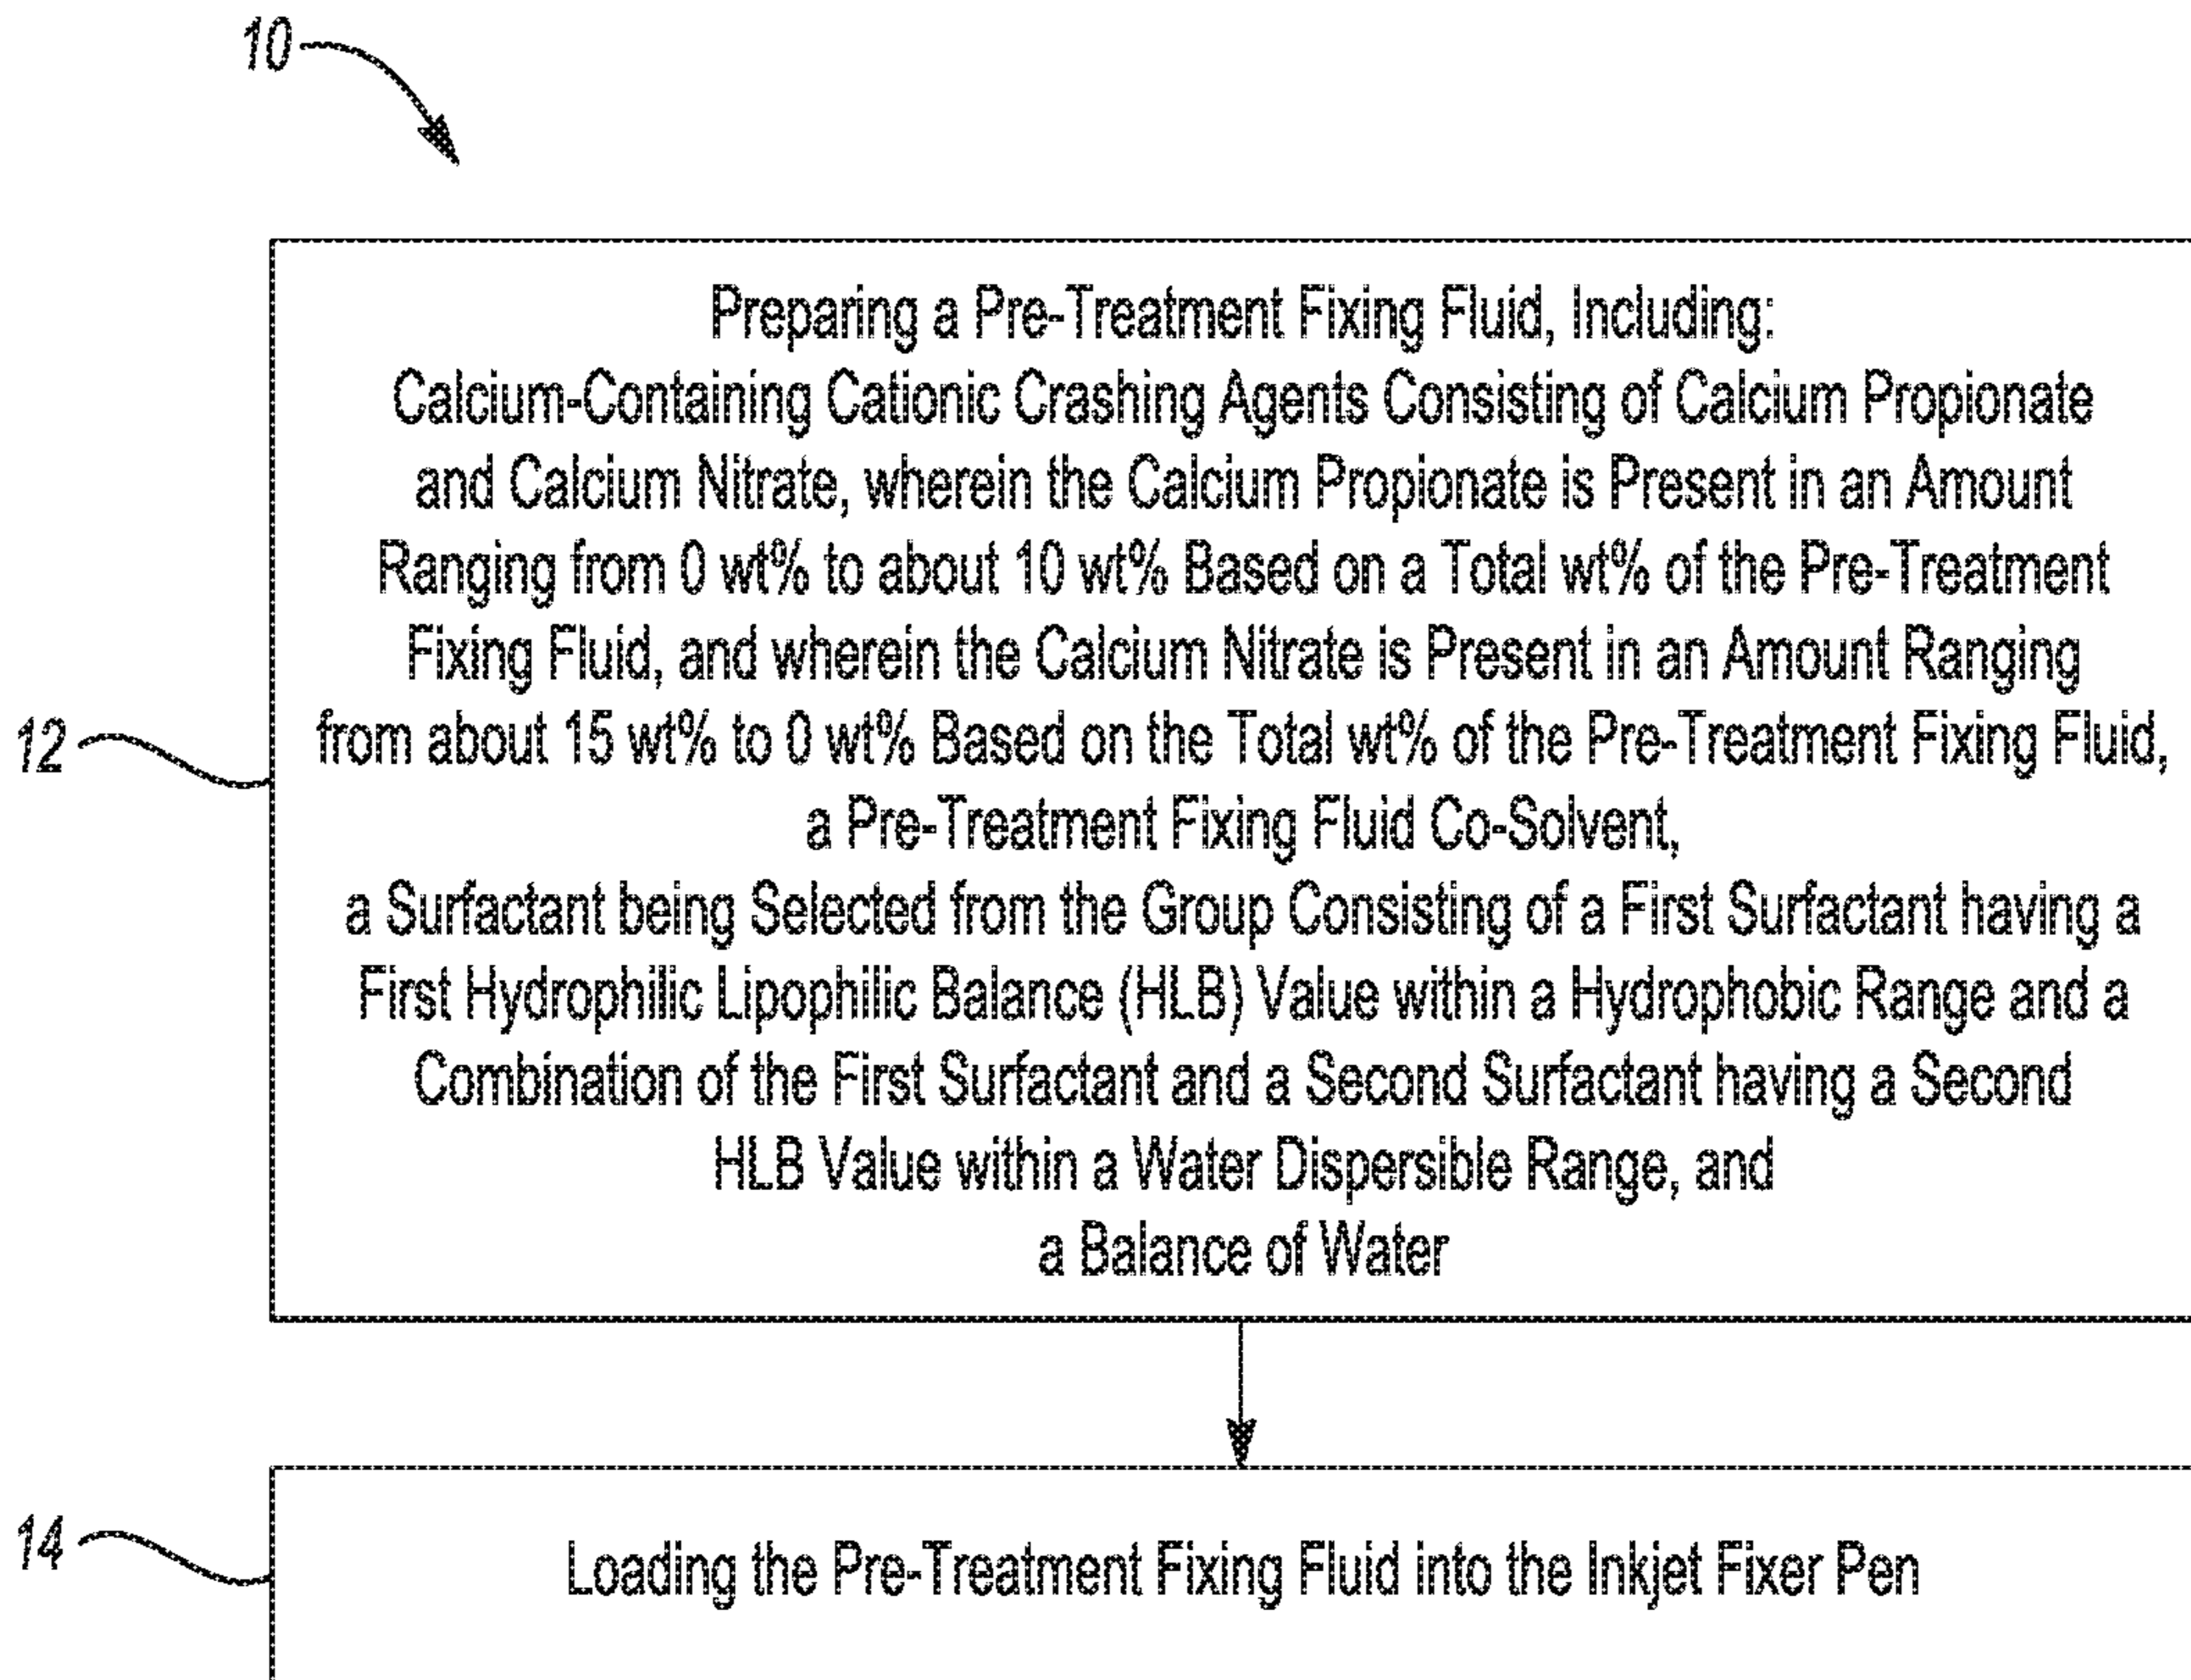 10
Preparing a Pre-Treatment Fixing Fluid, Including:
Calcium-Containing Cationic Crashing Agents Consisting of Calcium Propionate
and Calcium Nitrate, wherein the Calcium Propionate is Present in an Amount
Ranging from 0 wt% to about 10 wt% Based on a Total wt% of the Pre-Treatment
Fixing Fluid, and wherein the Calcium Nitrate is Present in an Amount Ranging
from about 15 wt% to 0 wt% Based on the Total wt% of the Pre-Treatment Fixing Fluid,
a Pre-Treatment Fixing Fluid Co-Solvent,
a Surfactant being Selected from the Group Consisting of a First Surfactant having a
First Hydrophilic Lipophilic Balance (HLB) Value within a Hydrophobic Range and a
Combination of the First Surfactant and a Second Surfactant having a Second
HLB Value within a Water Dispersible Range, and
a Balance of Water
12
14
Loading the Pre-Treatment Fixing Fluid into the Inkjet Fixer Pen